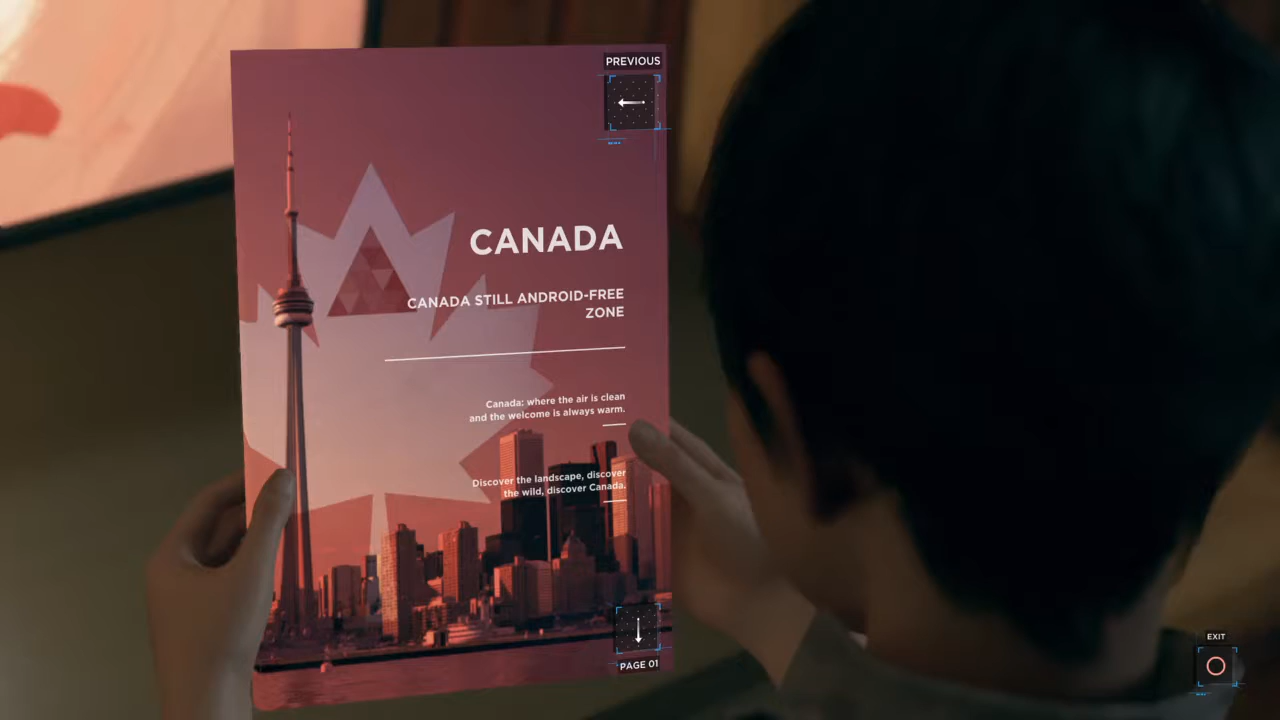 PREVIOUS
CANADA
CANADA STILL ANDROID-FREE
ZONE
Canada: where the air is clean
and the welcome is always warm.
Discover the landscape, discover
the wild, discover Canada.
PAGE 01
EXIT